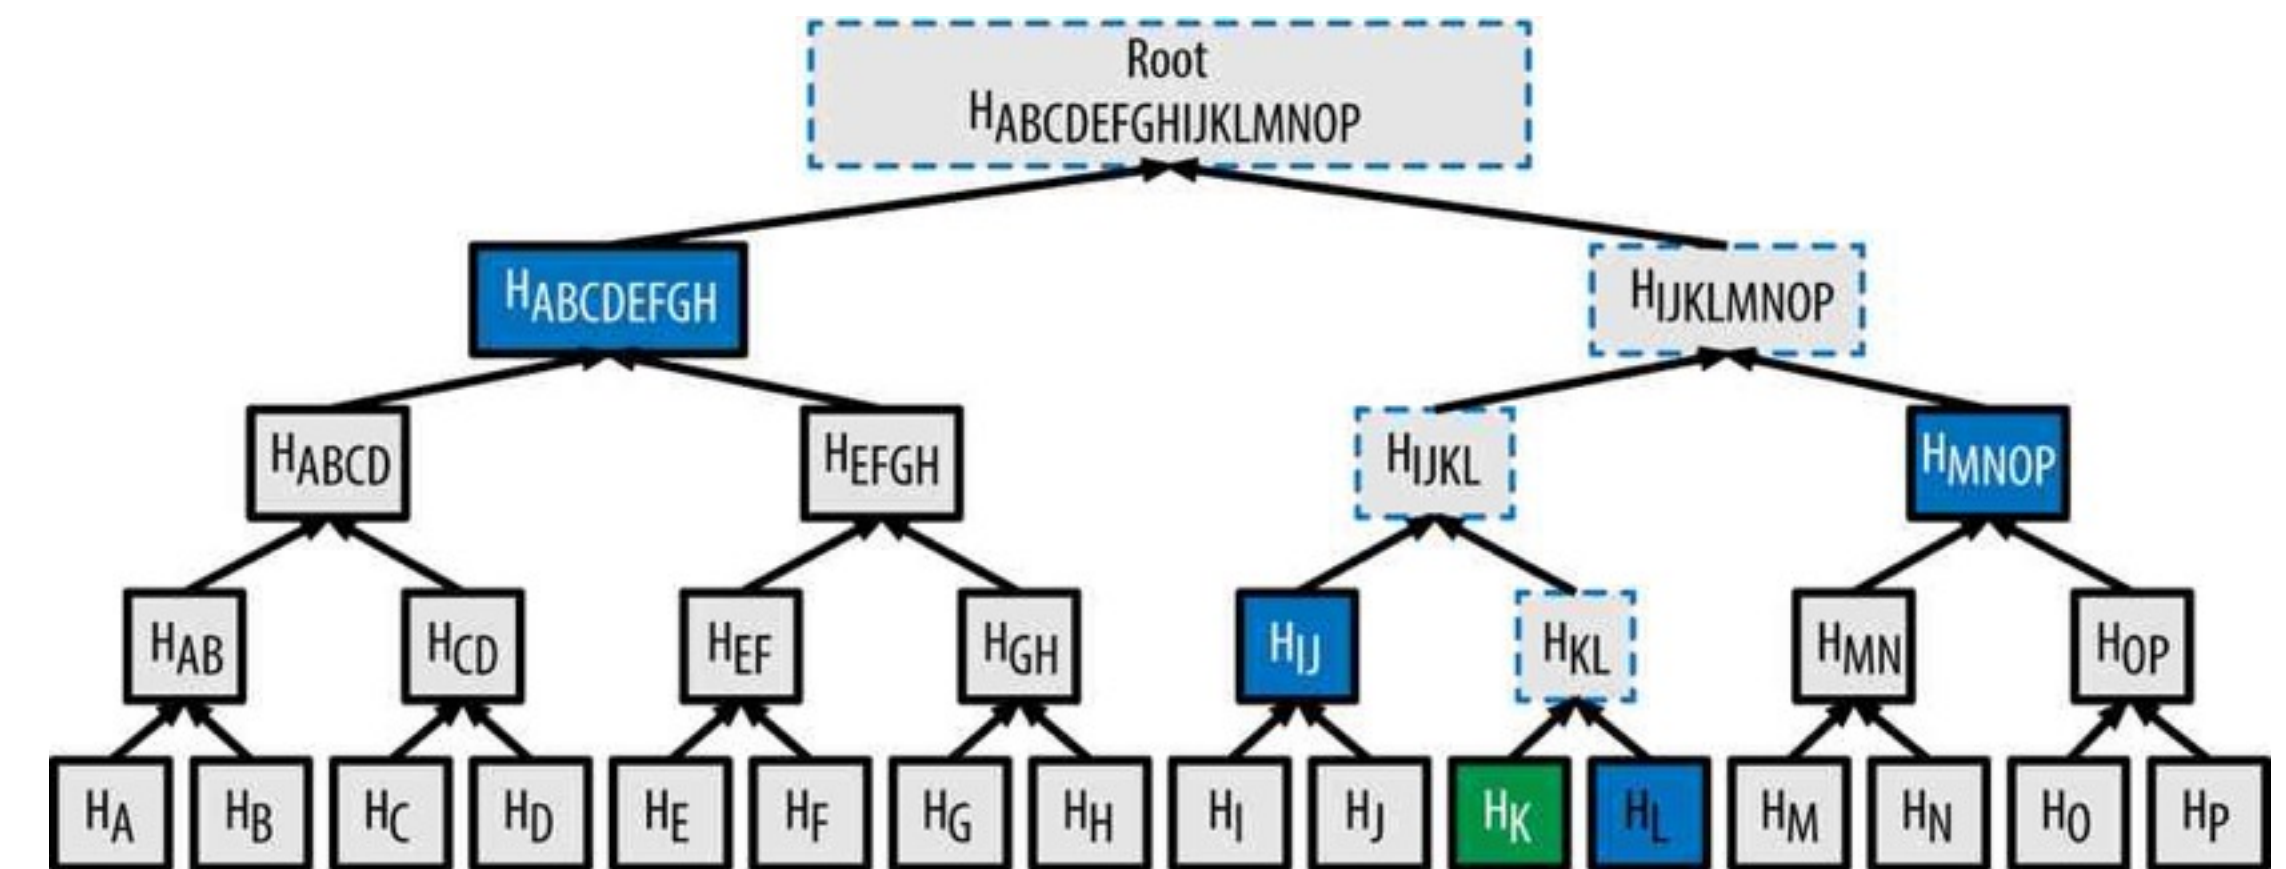 Root
HABCDEFGHIJKLMNOP
HABCDEFGH HIJKLMNOP
HABCD HEFGH HIJKL HMNOP
HAB HCD HEF HGH HIJ HKL HMN HOP
HA HB HC HD HE HF HG HH HI HJ HK HL HM HN HO HP